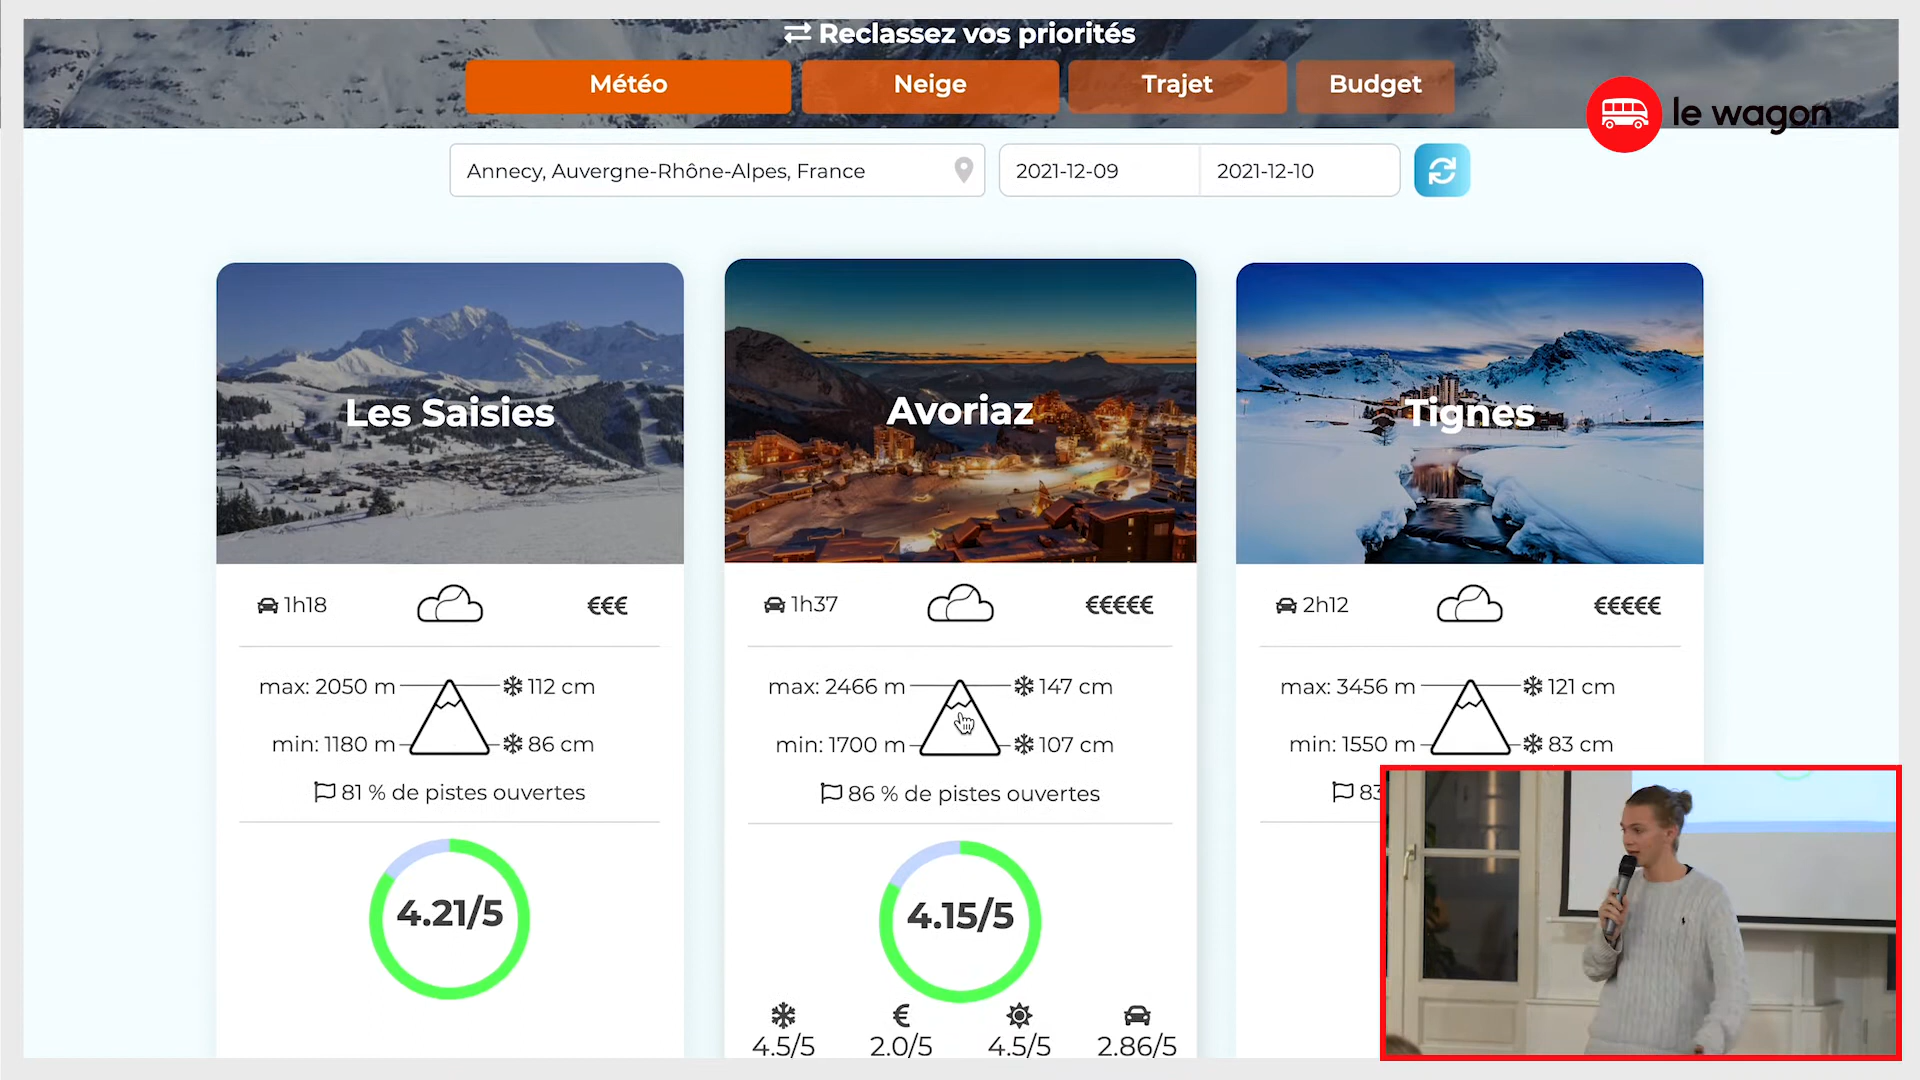 Reclassez vos priorités
Météo
Neige
Trajet
Budget
le wagon
Annecy, Auvergne-Rhône-Alpes, France
2021-12-09
2021-12-10
Les Saisies
1h18
€€€
max: 2050 m
112 cm
min: 1180 m
86 cm
81 % de pistes ouvertes
4.21/5
Avoriaz
1h37
€€€€€
max: 2466 m
147 cm
min: 1700 m
107 cm
86 % de pistes ouvertes
4.15/5
€
4.5/5
2.0/5
4.5/5
2.86/5
Tignes
2h12
€€€€€
max: 3456 m
121 cm
min: 1550 m
83 cm
83